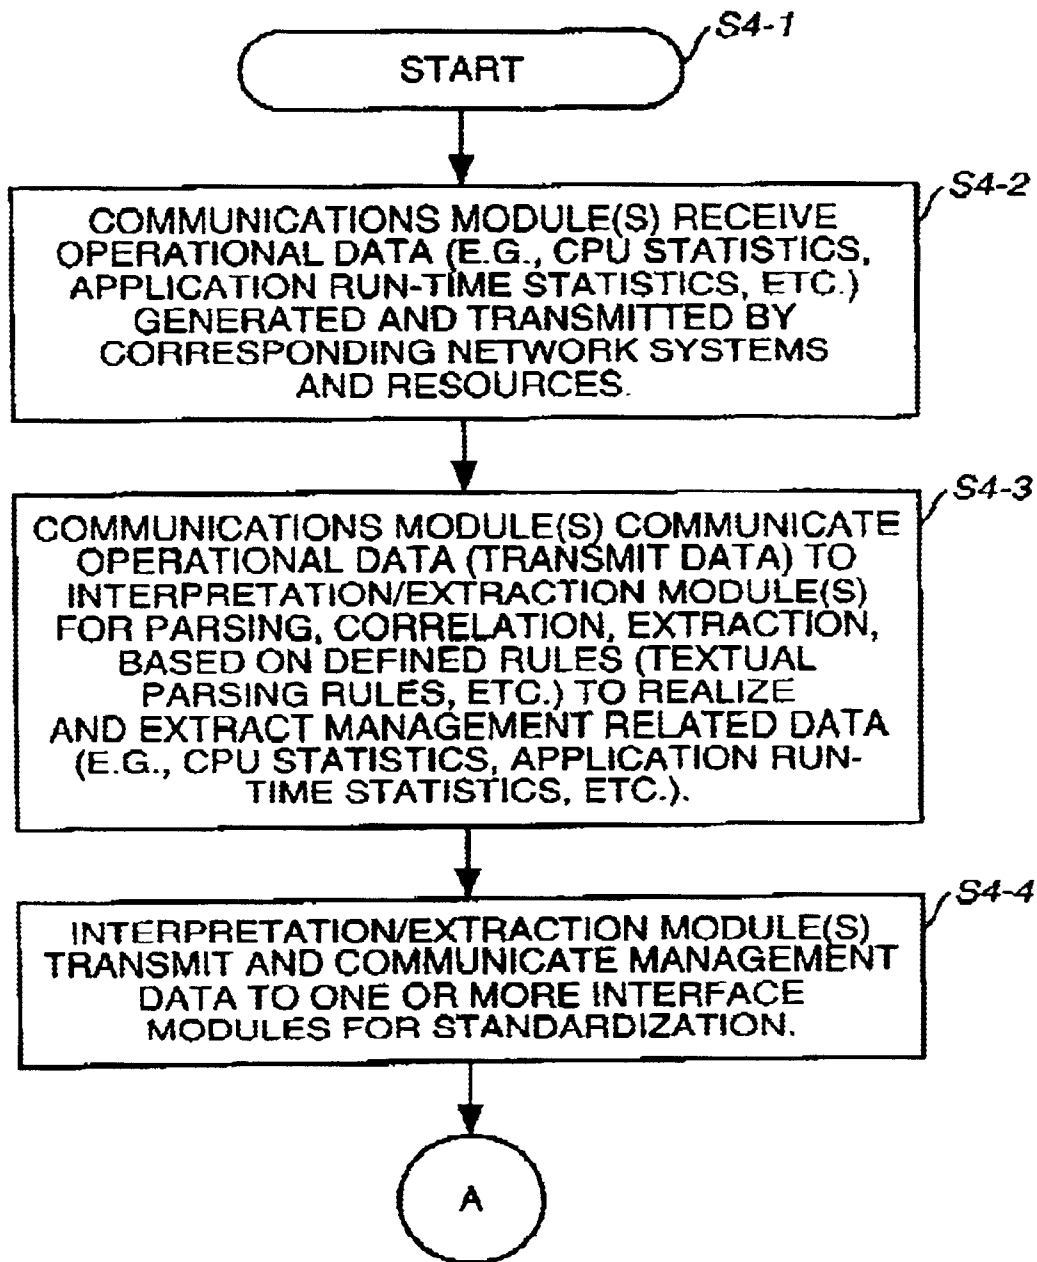 S4-1
START
S4-2
COMMUNICATIONS MODULE(S) RECEIVE
OPERATIONAL DATA (E.G., CPU STATISTICS,
APPLICATION RUN-TIME STATISTICS, ETC.)
GENERATED AND TRANSMITTED BY
CORRESPONDING NETWORK SYSTEMS
AND RESOURCES.
S4-3
COMMUNICATIONS MODULE(S) COMMUNICATE
OPERATIONAL DATA (TRANSMIT DATA) TO
INTERPRETATION/EXTRACTION MODULE(S)
FOR PARSING, CORRELATION, EXTRACTION,
BASED ON DEFINED RULES (TEXTUAL
PARSING RULES, ETC.) TO REALIZE
AND EXTRACT MANAGEMENT RELATED DATA
(E.G., CPU STATISTICS, APPLICATION RUN-
TIME STATISTICS, ETC.).
S4-4
INTERPRETATION/EXTRACTION MODULE(S)
TRANSMIT AND COMMUNICATE MANAGEMENT
DATA TO ONE OR MORE INTERFACE
MODULES FOR STANDARDIZATION.
A